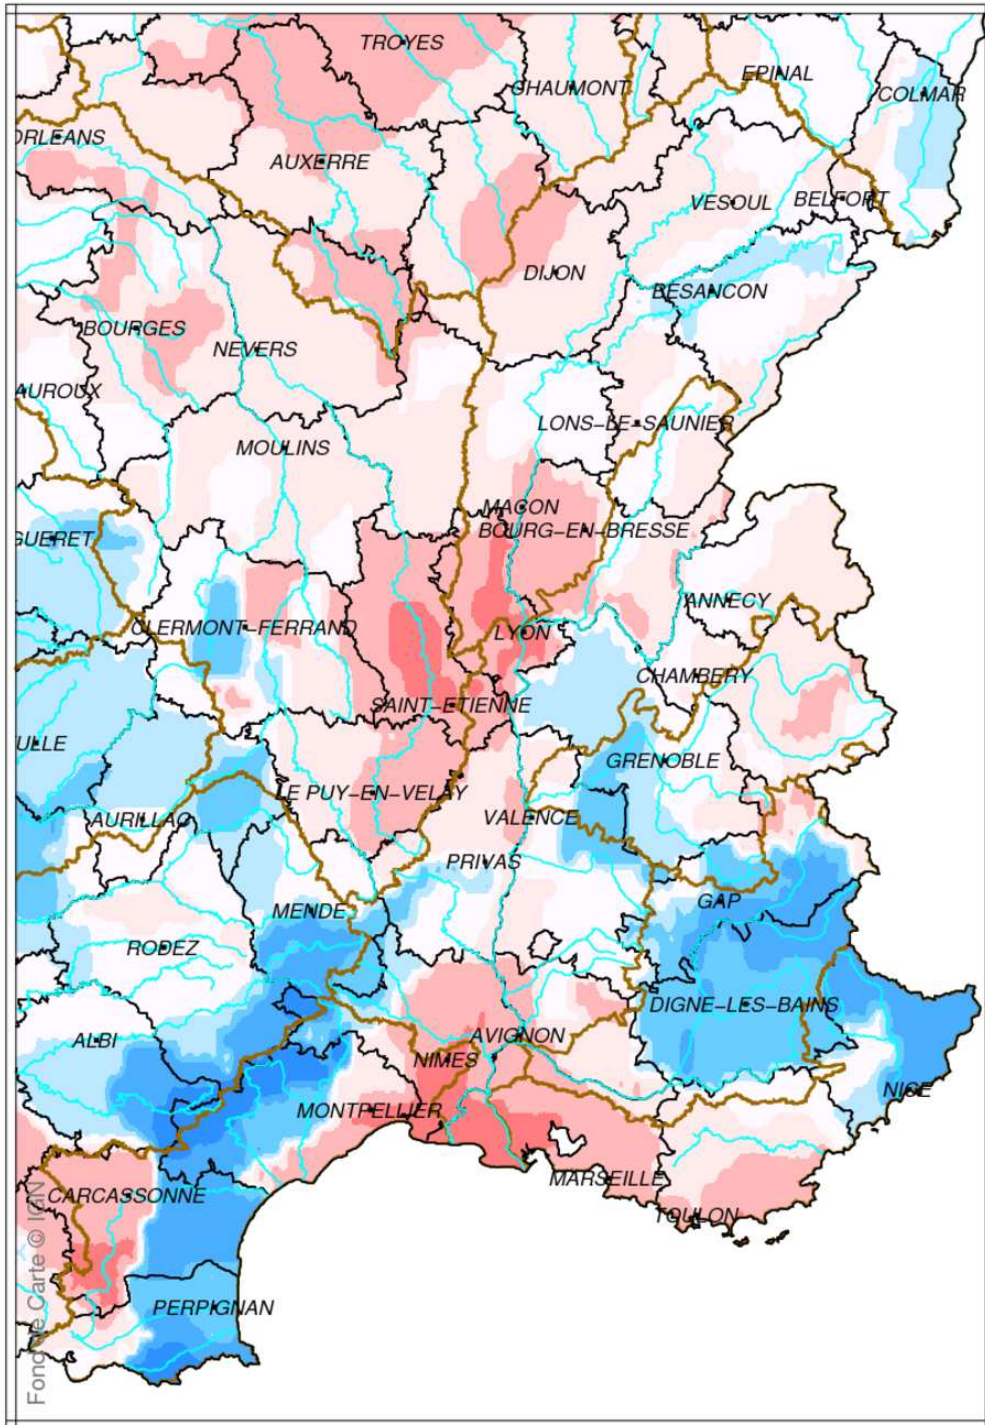 TROYES
CHAUMONT
EPINAL
COLMAR
ORLEANS
AUXERRE
VESOUL
BELFORT
DIJON
BESANCON
BOURGES
NEVERS
AUROUX
LONS-LE-SAUNIER
MOULINS
MACON
BOURG-EN-BRESSE
GUERET
ANNECY
CLERMONT-FERRAND
LYON
CHAMBERY
SAINT-ETIENNE
ULLE
GRENOBLE
LE PUY-EN-VELAY
VALENCE
AURILLAC
PRIVAS
GAP
MENDE
RODEZ
DIGNE-LES-BAINS
ALBI
AVIGNON
NIMES
NICE
MONTPELLIER
MARSEILLE
CARCASSONNE
TOULON
PERPIGNAN
Fond de Carte © IGN